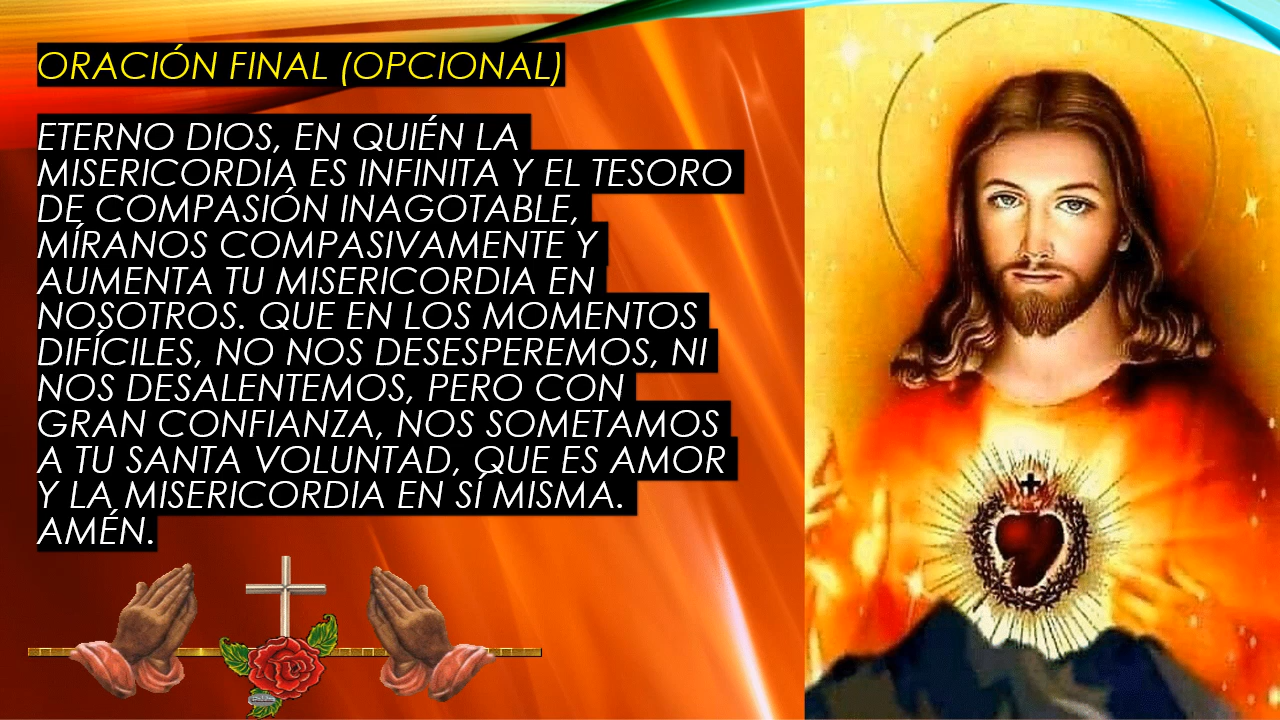 ORACIÓN FINAL (OPCIONAL)
ETERNO DIOS, EN QUIÉN LA
MISERICORDIA ES INFINITA Y EL TESORO
DE COMPASIÓN INAGOTABLE,
MÍRANOS COMPASIVAMENTE Y
AUMENTA TU MISERICORDIA EN
NOSOTROS. QUE EN LOS MOMENTOS
DIFÍCILES, NO NOS DESESPEREMOS, NI
NOS DESALENTEMOS, PERO CON
GRAN CONFIANZA, NOS SOMETAMOS
A TU SANTA VOLUNTAD, QUE ES AMOR
Y LA MISERICORDIA EN SÍ MISMA.
AMÉN.